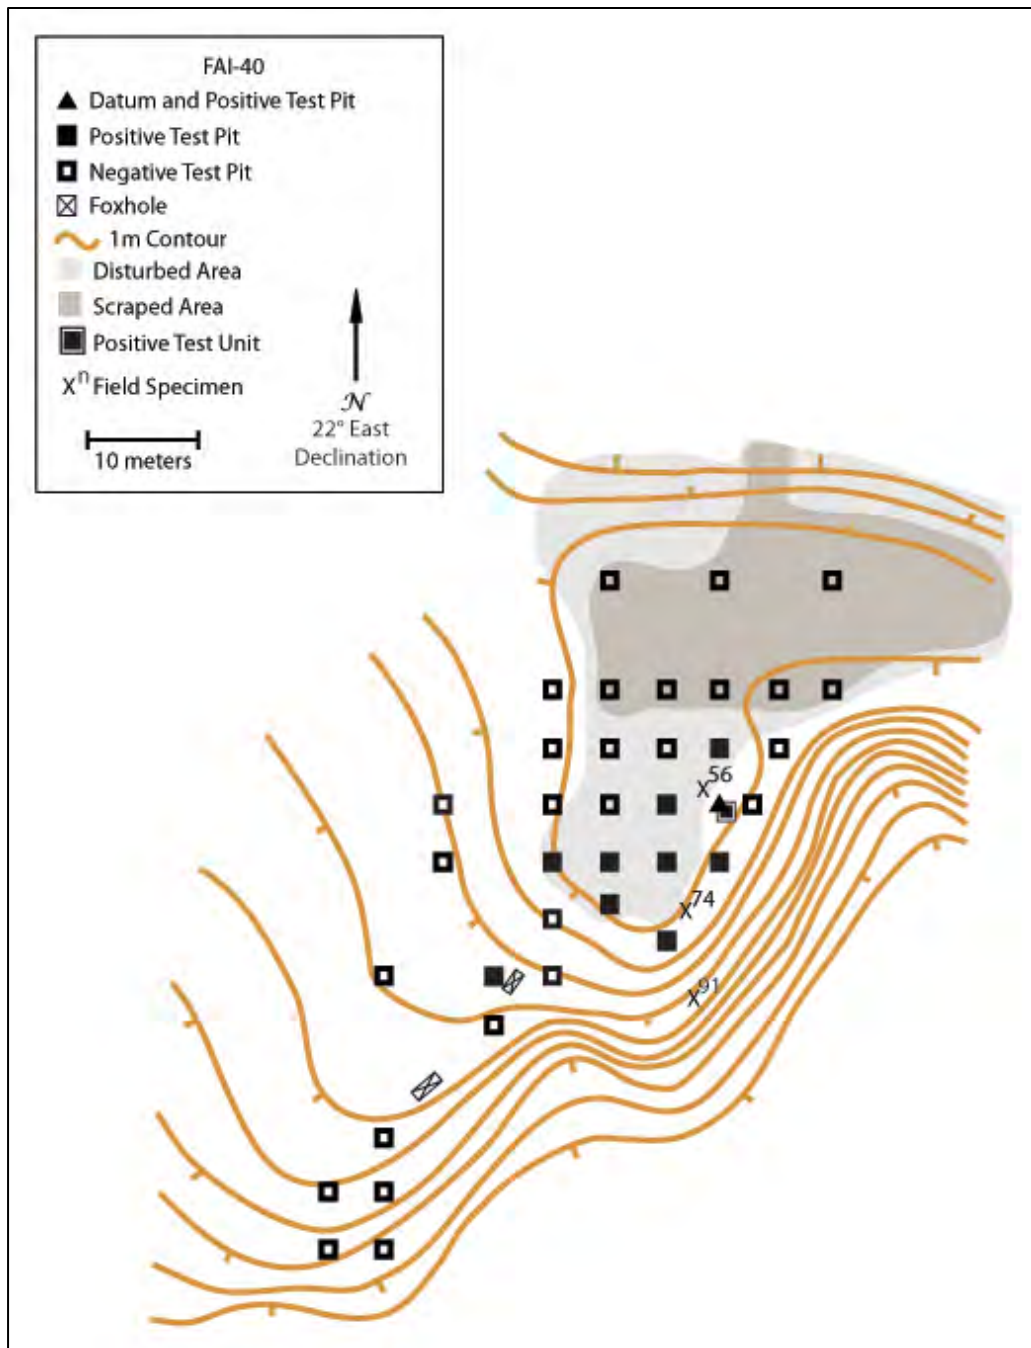 FAI-40
Datum and Positive Test Pit
Positive Test Pit
Negative Test Pit
Foxhole
1m Contour
Disturbed Area
Scraped Area
Positive Test Unit
Xⁿ Field Specimen
10 meters
N
22° East
Declination
X56
X74
X91